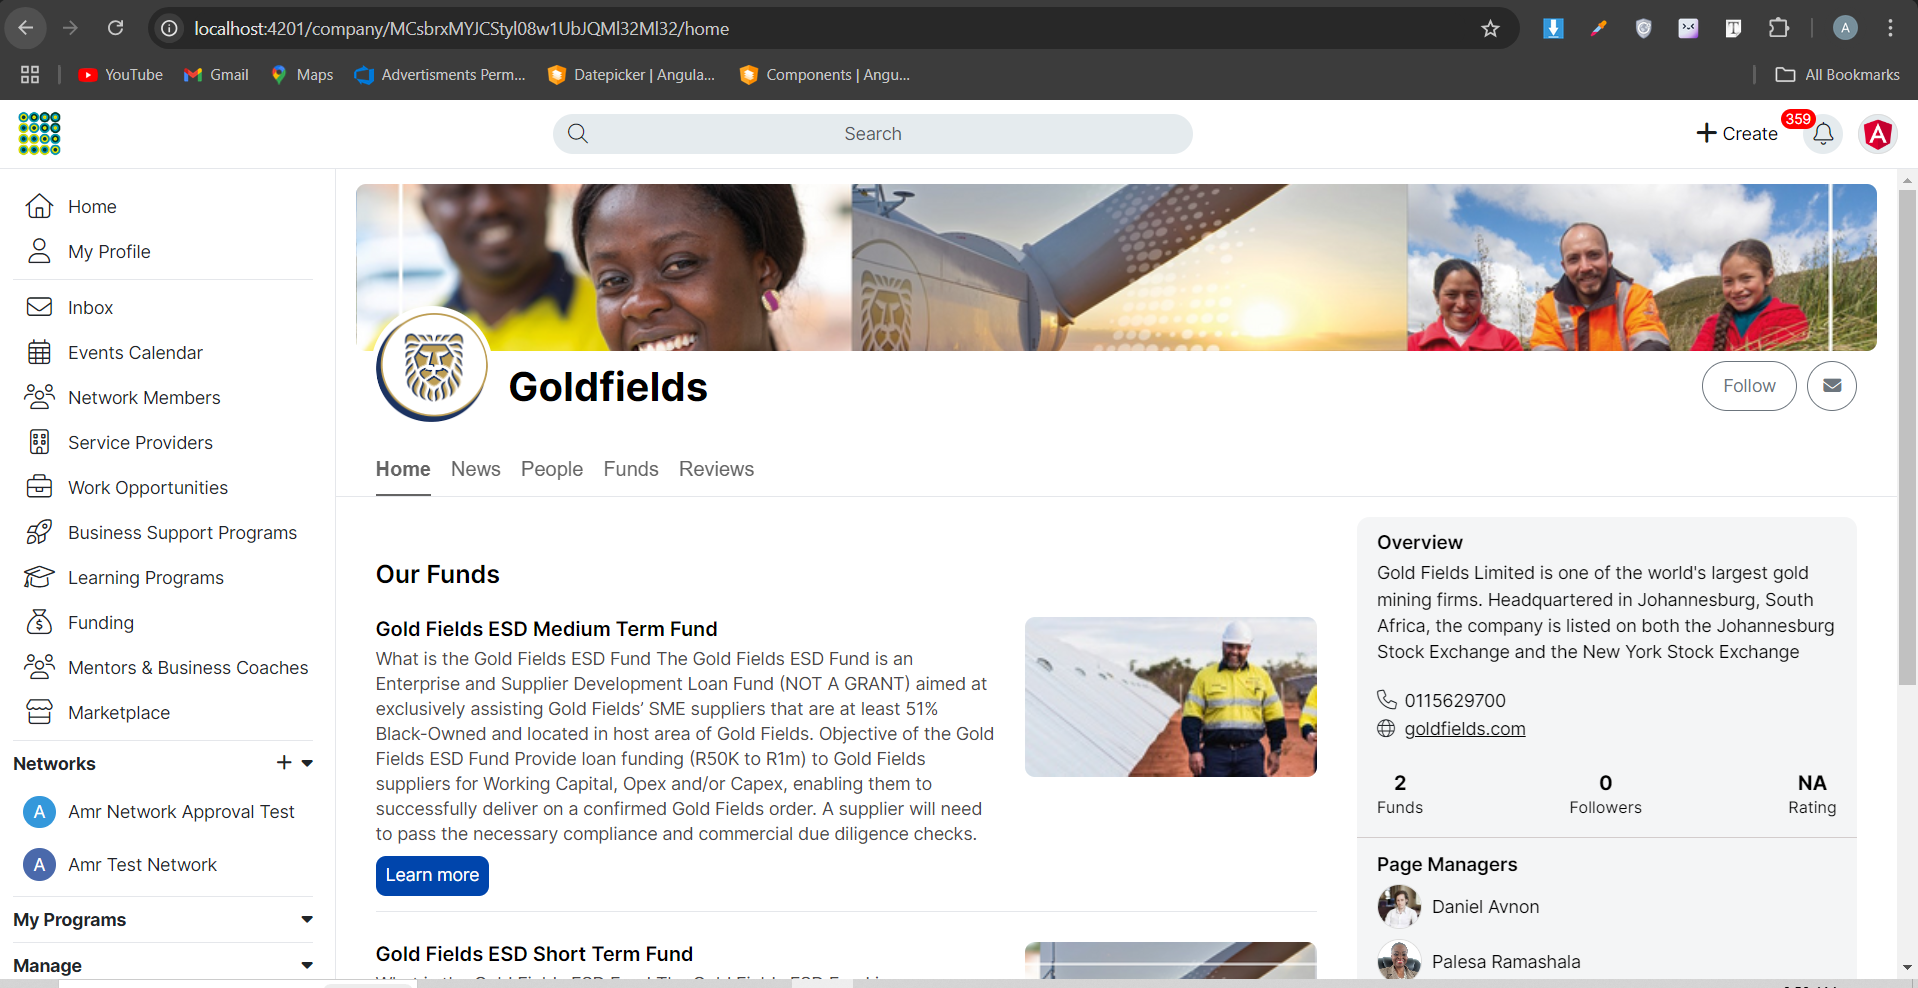 localhost:4201/company/MCsbrxMYJCStyl08w1UbJQMl32Ml32/home
A
YouTube
Gmail
Maps
Advertisments Perm...
Datepicker | Angula...
Components | Angu...
All Bookmarks
Search
Create
359
Home
My Profile
Inbox
Events Calendar
Network Members
Service Providers
Work Opportunities
Business Support Programs
Learning Programs
Funding
Mentors & Business Coaches
Marketplace
Networks
A Amr Network Approval Test
A Amr Test Network
My Programs
Manage
Goldfields
Follow
Home News People Funds Reviews
Our Funds
Gold Fields ESD Medium Term Fund
What is the Gold Fields ESD Fund The Gold Fields ESD Fund is an
Enterprise and Supplier Development Loan Fund (NOT A GRANT) aimed at
exclusively assisting Gold Fields’ SME suppliers that are at least 51%
Black-Owned and located in host area of Gold Fields. Objective of the Gold
Fields ESD Fund Provide loan funding (R50K to R1m) to Gold Fields
suppliers for Working Capital, Opex and/or Capex, enabling them to
successfully deliver on a confirmed Gold Fields order. A supplier will need
to pass the necessary compliance and commercial due diligence checks.
Learn more
Gold Fields ESD Short Term Fund
Overview
Gold Fields Limited is one of the world's largest gold
mining firms. Headquartered in Johannesburg, South
Africa, the company is listed on both the Johannesburg
Stock Exchange and the New York Stock Exchange
0115629700
goldfields.com
2 0 NA
Funds Followers Rating
Page Managers
Daniel Avnon
Palesa Ramashala